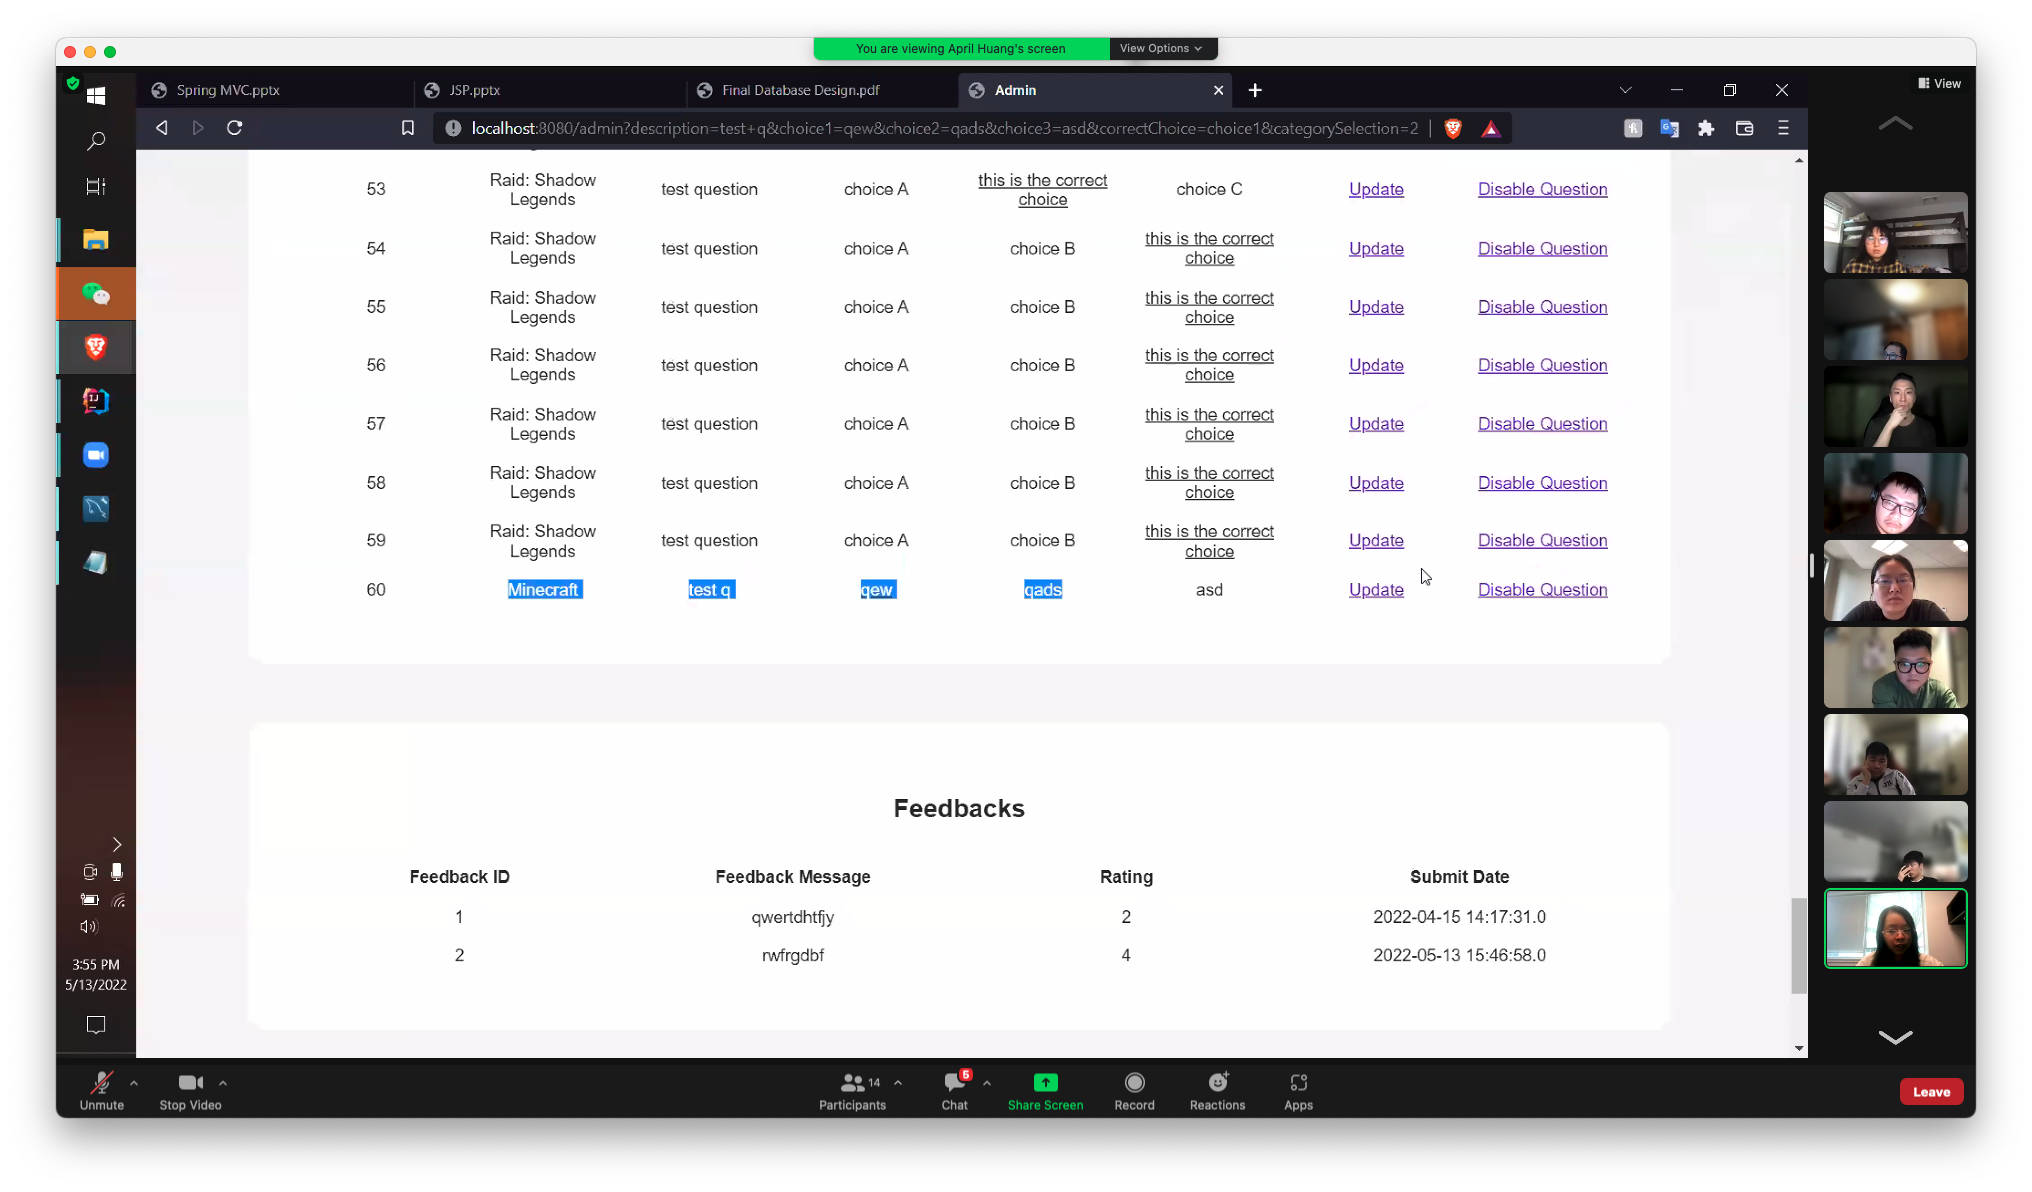 You are viewing April Huang's screen
View Options
View
Spring MVC.pptx
JSP.pptx
Final Database Design.pdf
Admin
localhost:8080/admin?description=test+q&choice1=qew&choice2=qads&choice3=asd&correctChoice=choice1&categorySelection=2
53 Raid: Shadow Legends test question choice A this is the correct choice choice C Update Disable Question
54 Raid: Shadow Legends test question choice A choice B this is the correct choice Update Disable Question
55 Raid: Shadow Legends test question choice A choice B this is the correct choice Update Disable Question
56 Raid: Shadow Legends test question choice A choice B this is the correct choice Update Disable Question
57 Raid: Shadow Legends test question choice A choice B this is the correct choice Update Disable Question
58 Raid: Shadow Legends test question choice A choice B this is the correct choice Update Disable Question
59 Raid: Shadow Legends test question choice A choice B this is the correct choice Update Disable Question
60 Minecraft test q qew qads asd Update Disable Question
Feedbacks
Feedback ID Feedback Message Rating Submit Date
1 qwertdhtfjy 2 2022-04-15 14:17:31.0
2 rwfrgdbf 4 2022-05-13 15:46:58.0
3:55 PM
5/13/2022
Unmute
Stop Video
14
Participants
5
Chat
Share Screen
Record
Reactions
Apps
Leave